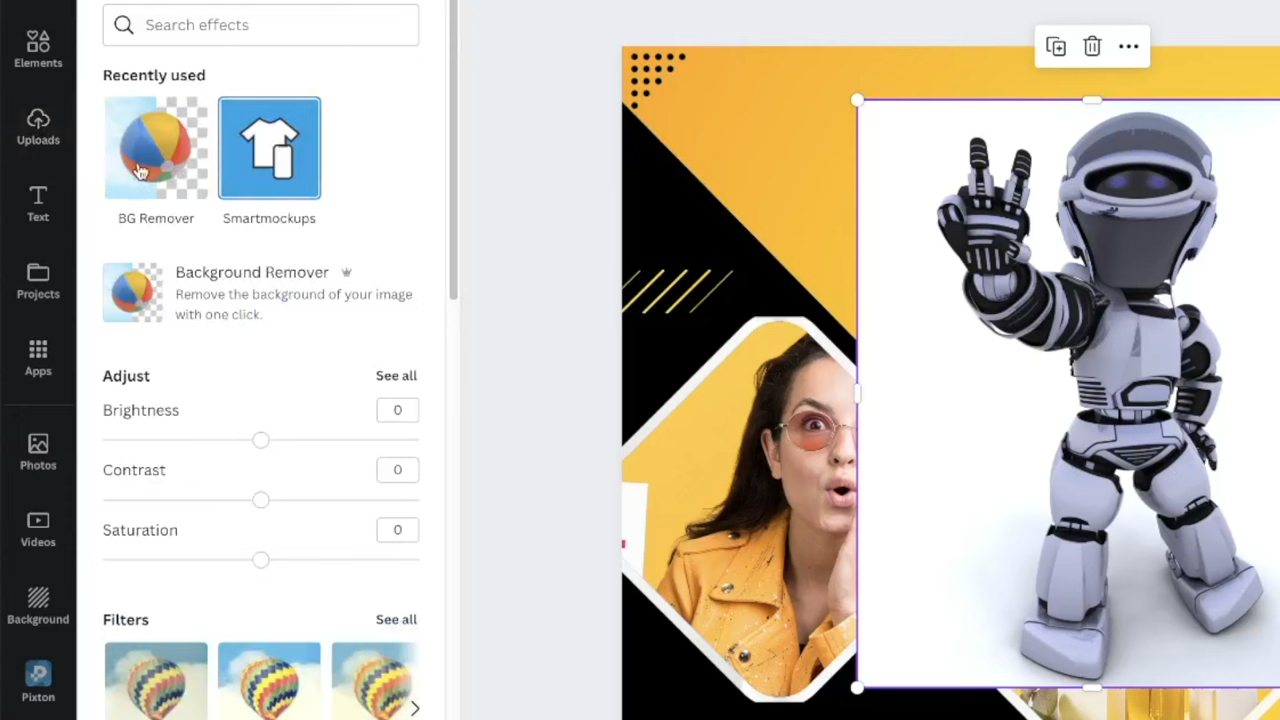 Elements
Uploads
Text
Projects
Apps
Photos
Videos
Background
Pixton
Search effects
Recently used
BG Remover
Smartmockups
Background Remover
Remove the background of your image
with one click.
Adjust
See all
Brightness
0
Contrast
0
Saturation
0
Filters
See all